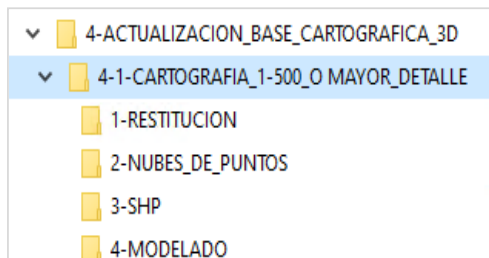 4-ACTUALIZACION_BASE_CARTOGRAFICA_3D
4-1-CARTOGRAFIA_1-500_O MAYOR_DETALLE
1-RESTITUCION
2-NUBES_DE_PUNTOS
3-SHP
4-MODELADO